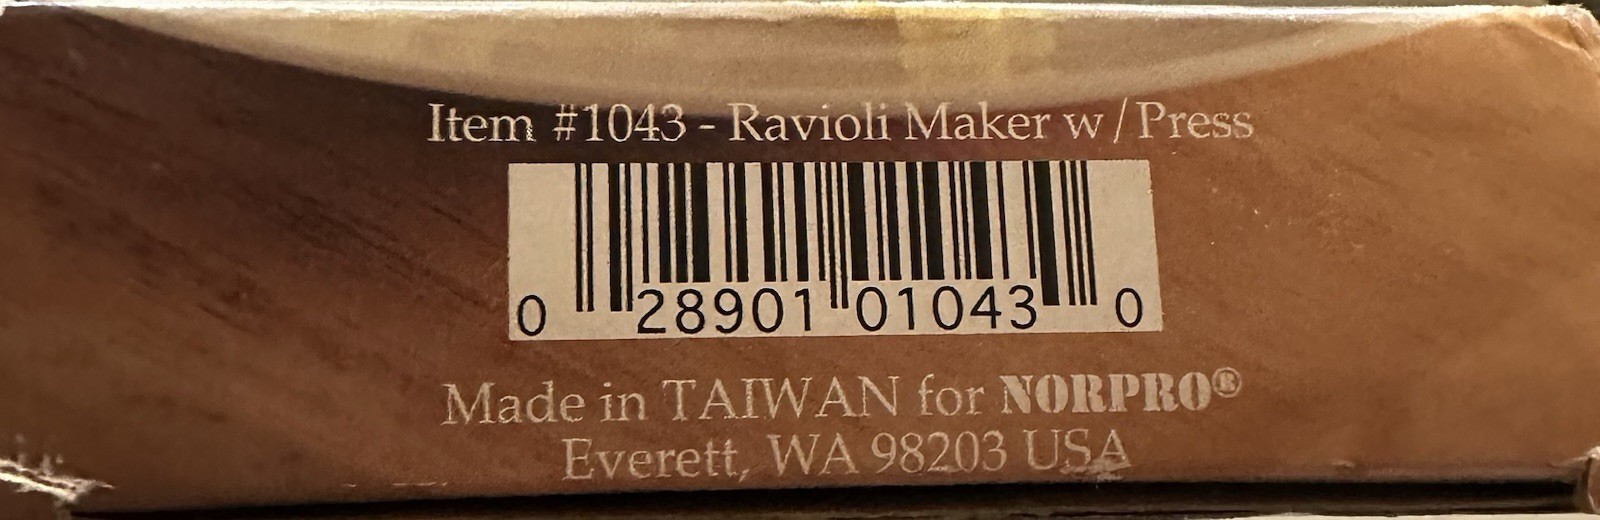 Item #1043 - Ravioli Maker w/Press
0 28901 01043 0
Made in TAIWAN for NORPRO®
Everett, WA 98203 USA